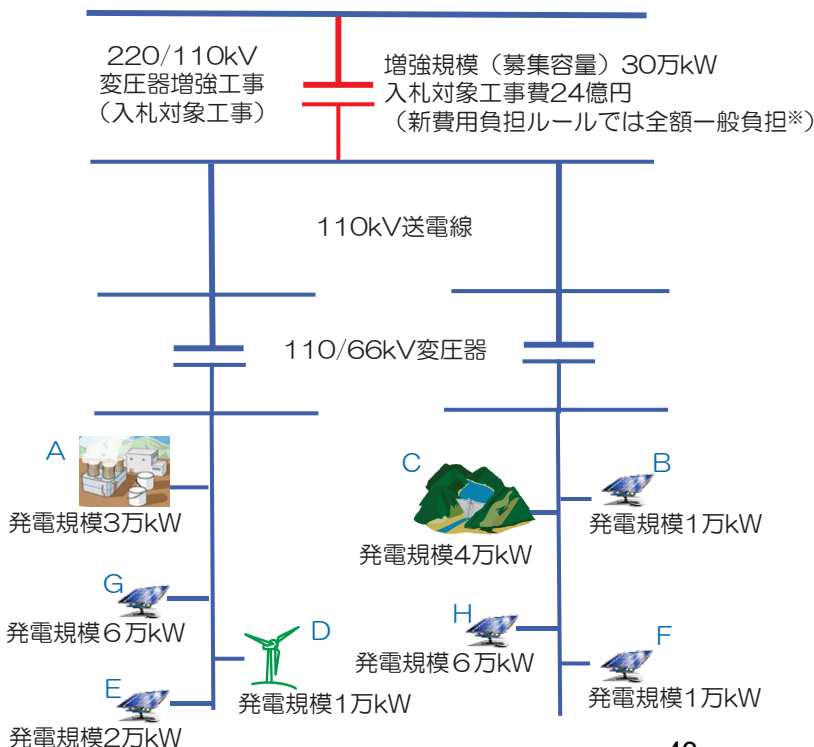 220/110kV
変圧器増強工事
(入札対象工事)
増強規模(募集容量)30万kW
入札対象工事費24億円
(新費用負担ルールでは全額一般負担※)
110kV送電線
110/66kV変圧器
A
発電規模3万kW
C
発電規模4万kW
B
発電規模1万kW
G
発電規模6万kW
D
発電規模1万kW
H
発電規模6万kW
F
発電規模1万kW
E
発電規模2万kW